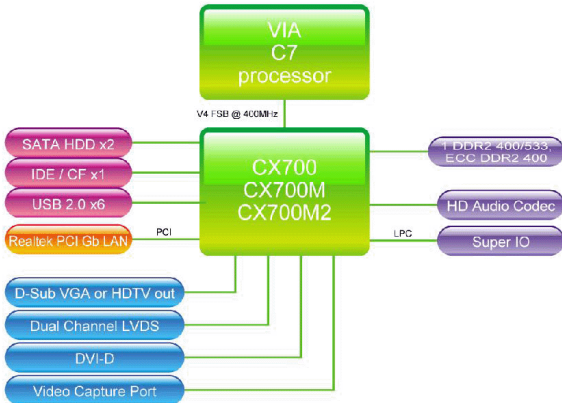 VIA
C7
processor
V4 FSB @ 400MHz
SATA HDD x2
IDE / CF x1
USB 2.0 x6
Realtek PCI Gb LAN
PCI
CX700
CX700M
CX700M2
1 DDR2 400/533,
ECC DDR2 400
HD Audio Codec
LPC
Super IO
D-Sub VGA or HDTV out
Dual Channel LVDS
DVI-D
Video Capture Port